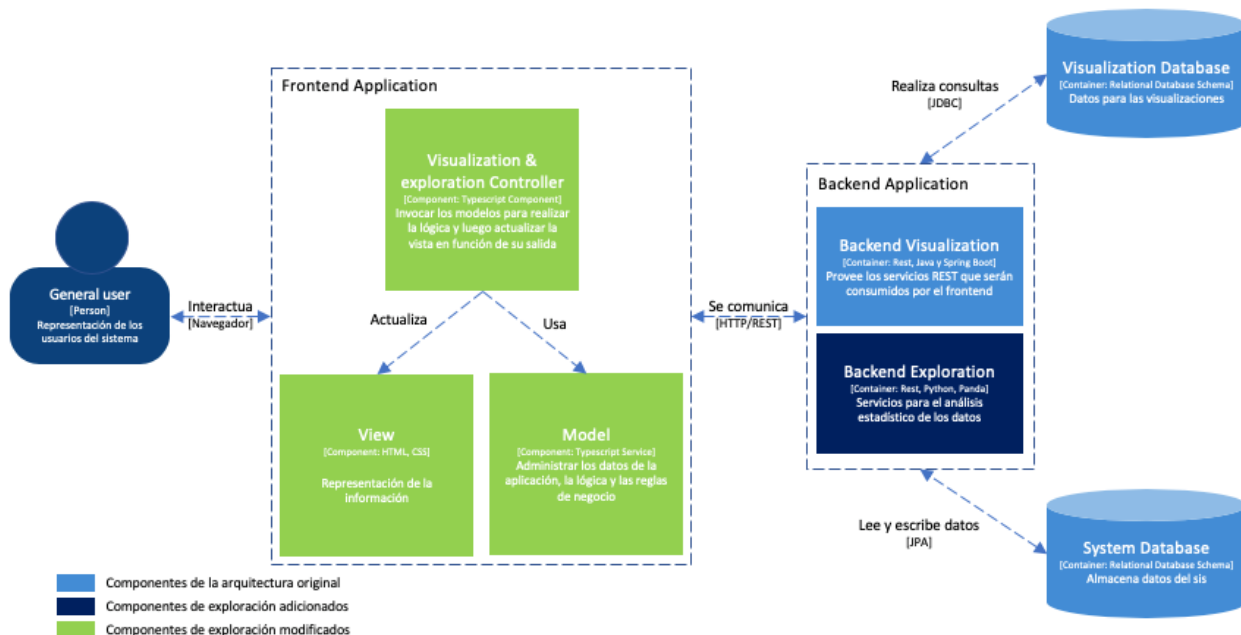 General user
[Person]
Representación de los
usuarios del sistema
Interactua
[Navegador]
Frontend Application
Visualization &
exploration Controller
[Component: Typescript Component]
Invocar los modelos para realizar
la lógica y luego actualizar la
vista en función de su salida
Actualiza
Usa
View
[Component: HTML, CSS]
Representación de la
información
Model
[Component: Typescript Service]
Administrar los datos de la
aplicación, la lógica y las reglas
de negocio
Se comunica
[HTTP/REST]
Realiza consultas
[JDBC]
Visualization Database
[Container: Relational Database Schema]
Datos para las visualizaciones
Backend Application
Backend Visualization
[Container: Rest, Java y Spring Boot]
Provee los servicios REST que serán
consumidos por el frontend
Backend Exploration
[Container: Rest, Python, Panda]
Servicios para el análisis
estadístico de los datos
Lee y escribe datos
[JPA]
System Database
[Container: Relational Database Schema]
Almacena datos del sis
Componentes de la arquitectura original
Componentes de exploración adicionados
Componentes de exploración modificados